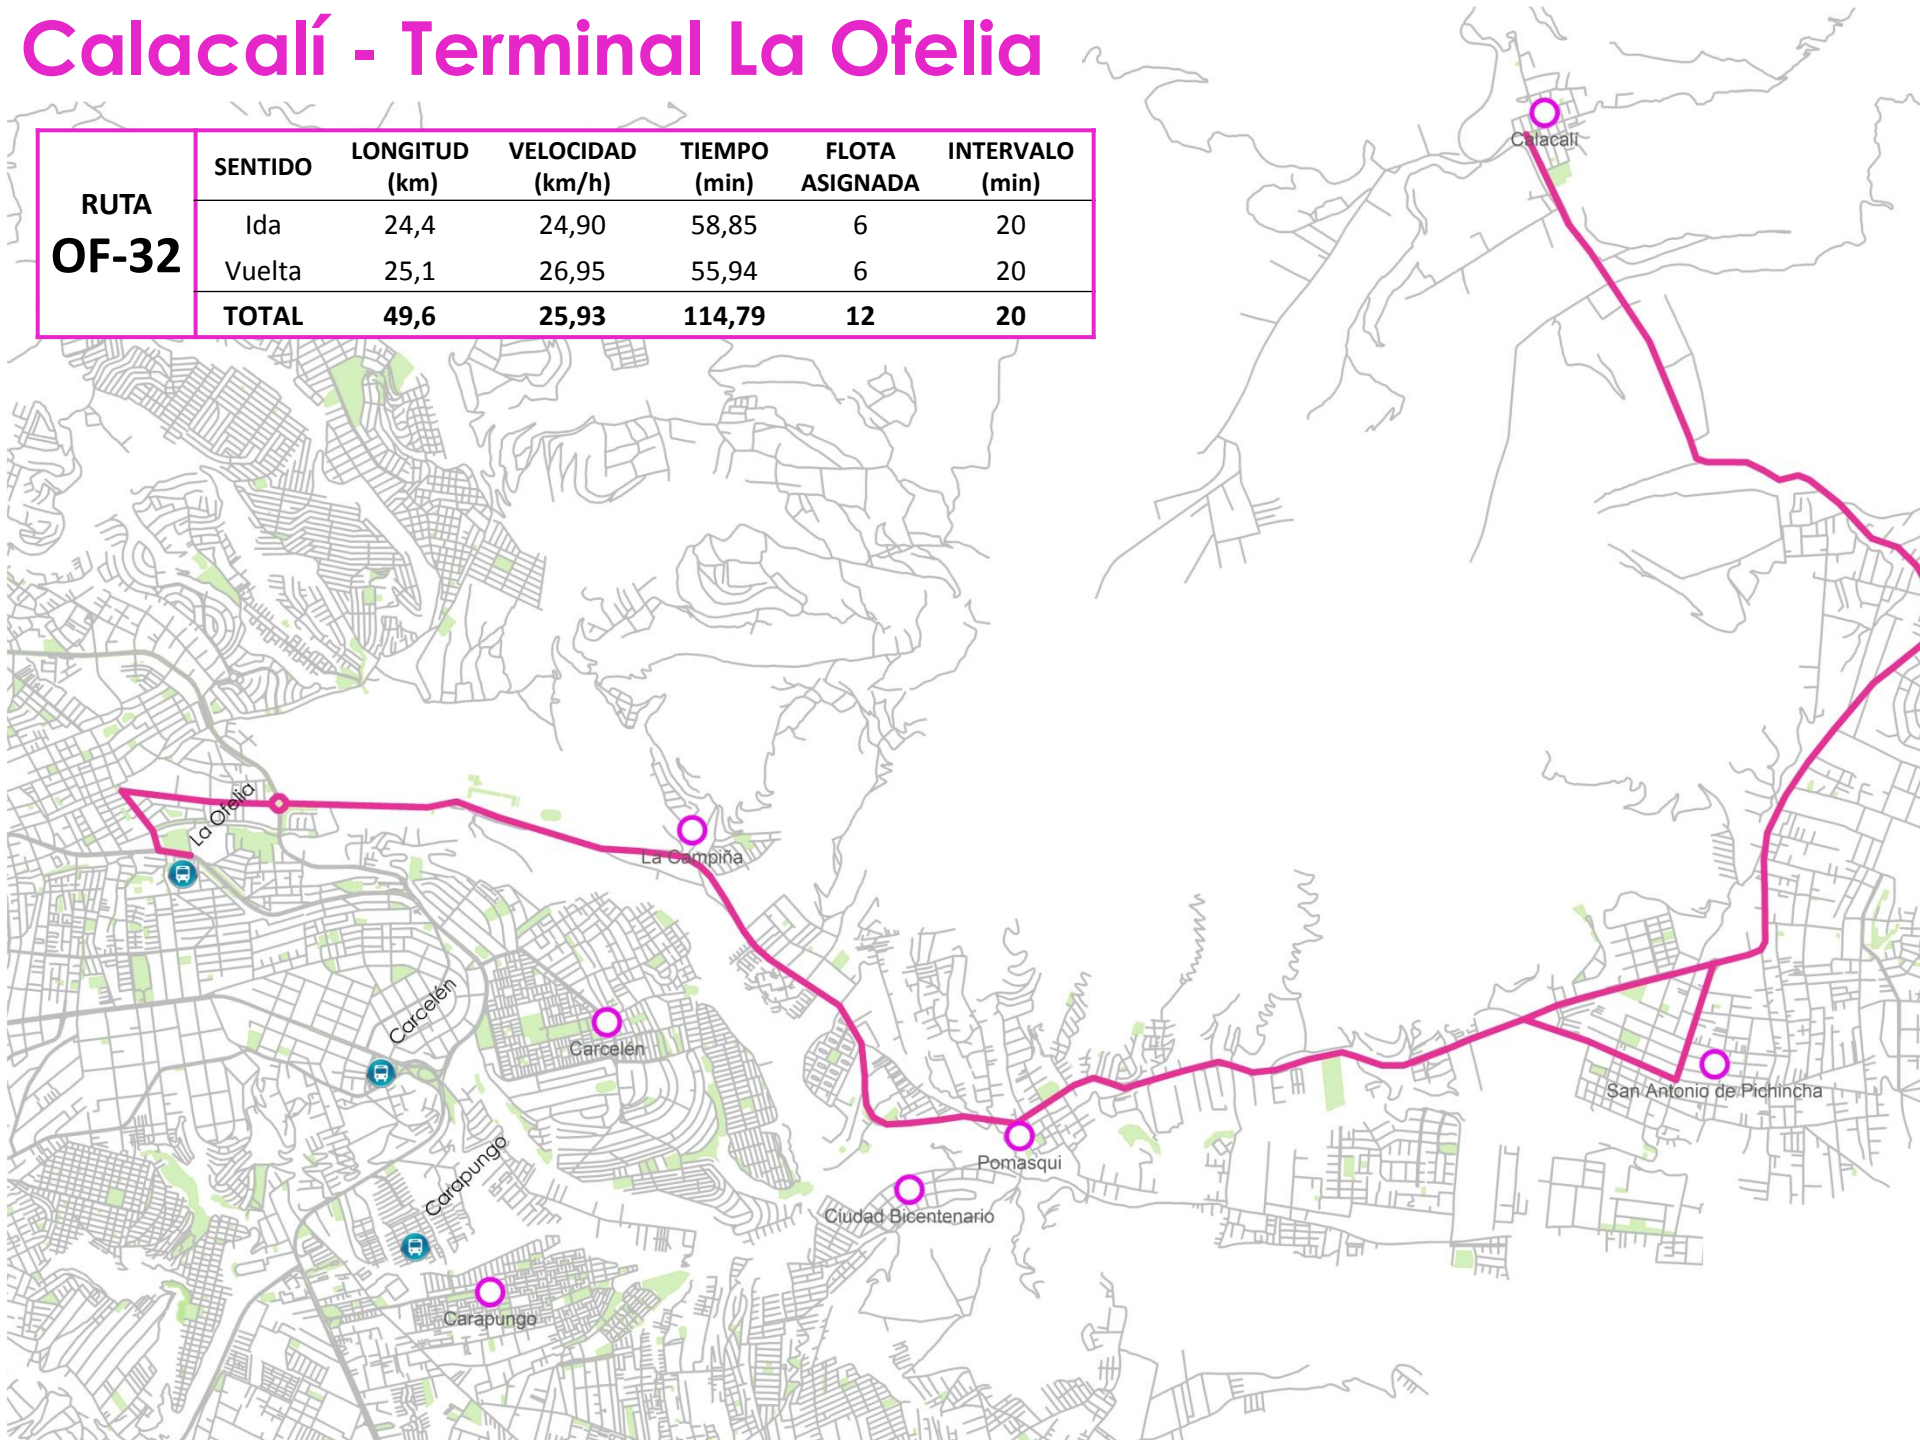 Calacalí - Terminal La Ofelia
RUTA
OF-32
SENTIDO LONGITUD (km) VELOCIDAD (km/h) TIEMPO (min) FLOTA ASIGNADA INTERVALO (min)
Ida 24,4 24,90 58,85 6 20
Vuelta 25,1 26,95 55,94 6 20
TOTAL 49,6 25,93 114,79 12 20
Calacalí
La Ofelia
La Campiña
Carcelén
Carcelén
San Antonio de Pichincha
Pomasqui
Carapungo
Ciudad Bicentenario
Carapungo